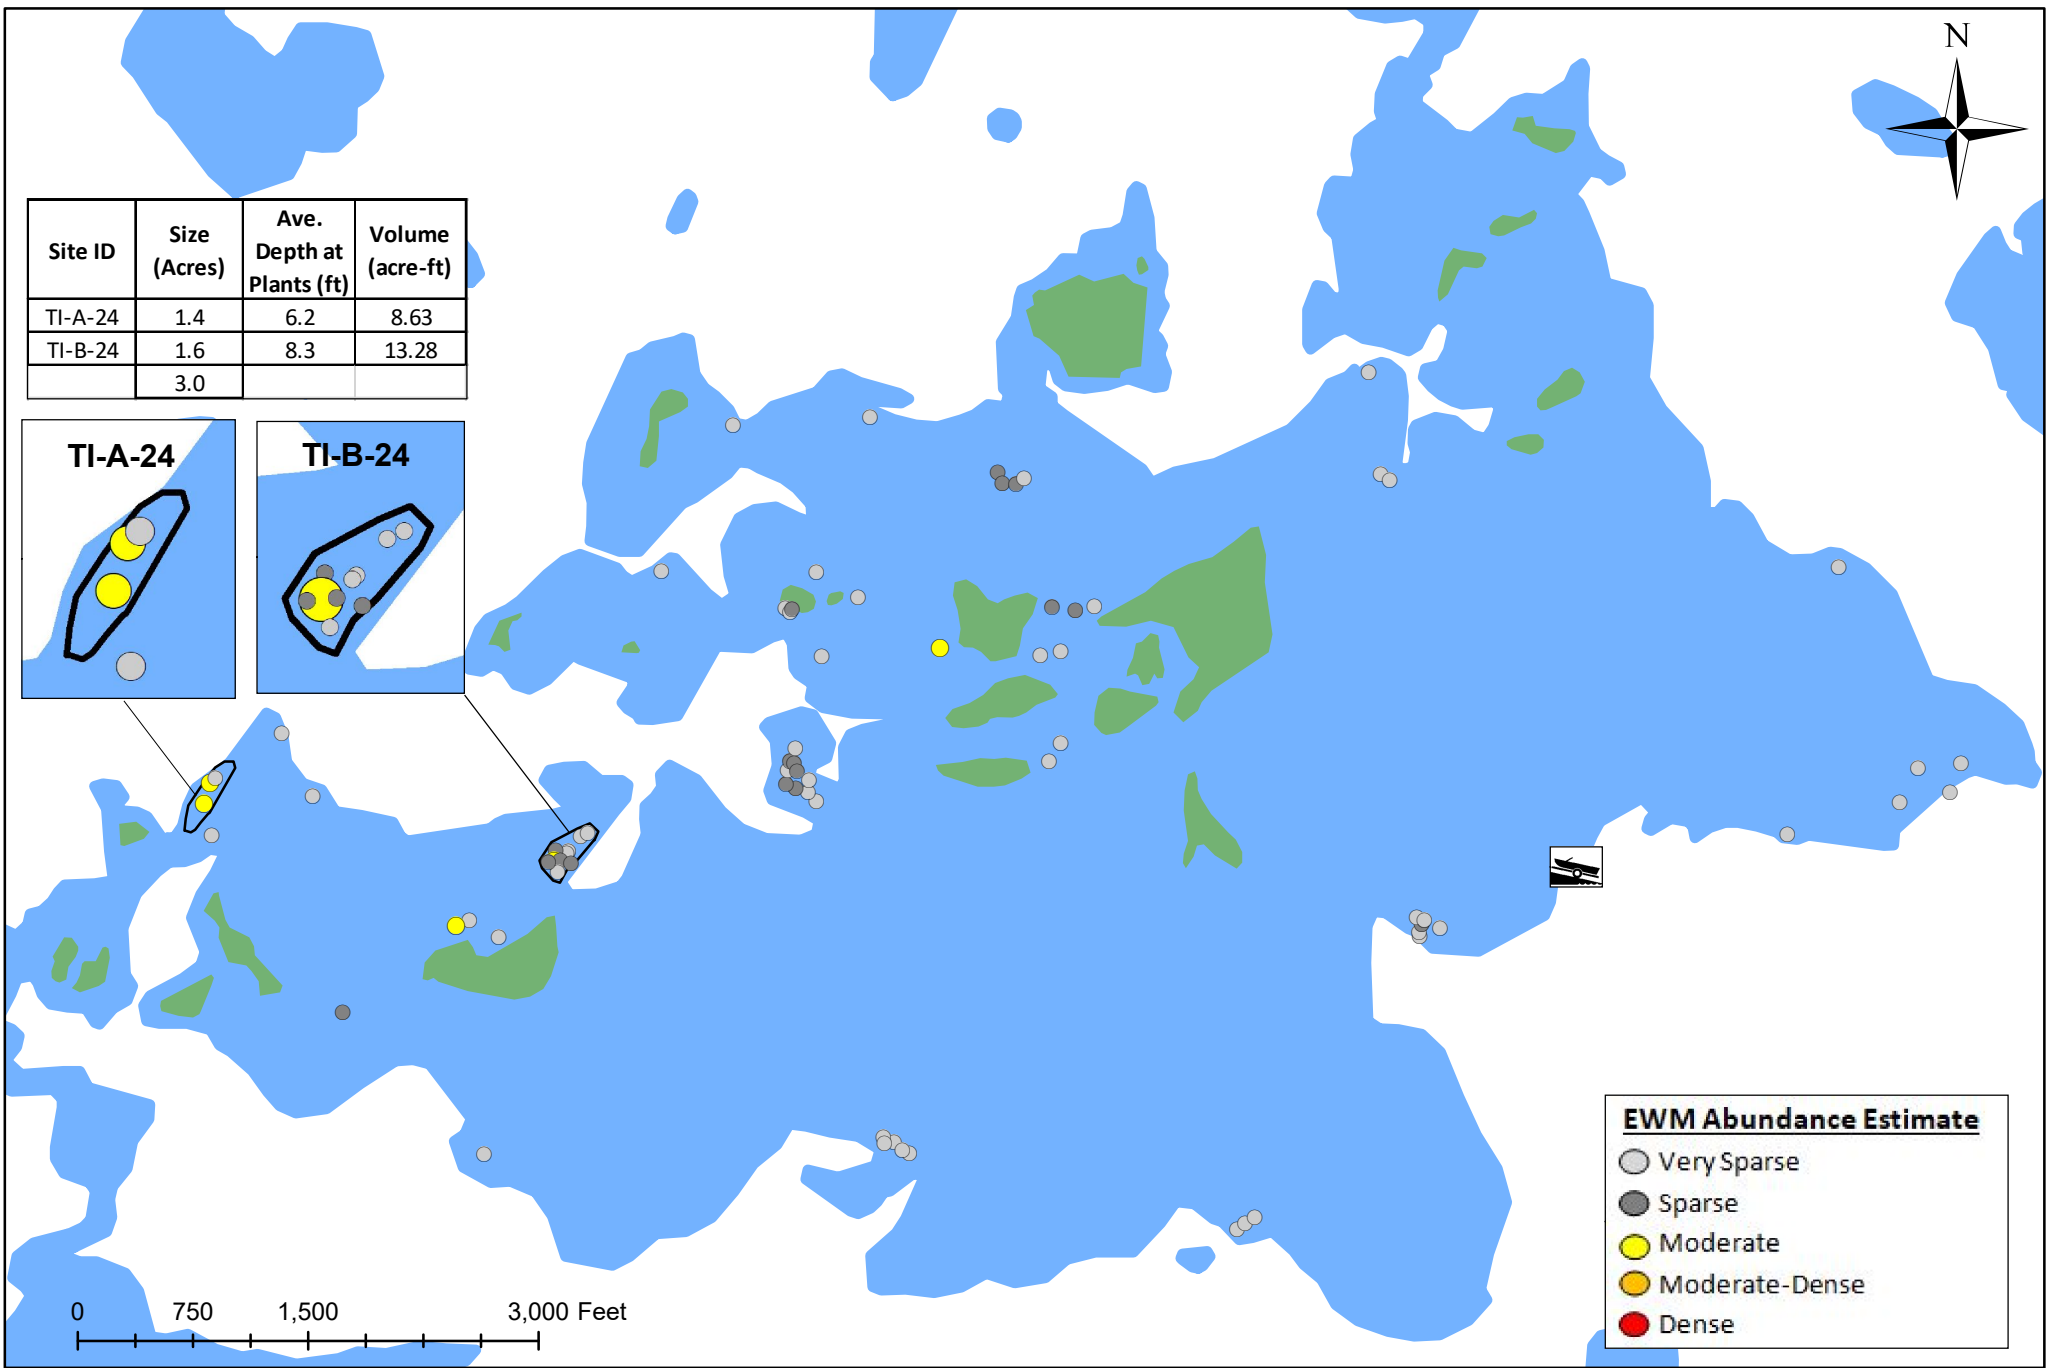 N
Site ID Size (Acres) Ave. Depth at Plants (ft) Volume (acre-ft)
TI-A-24 1.4 6.2 8.63
TI-B-24 1.6 8.3 13.28
3.0
TI-A-24
TI-B-24
EWM Abundance Estimate
Very Sparse
Sparse
Moderate
Moderate-Dense
Dense
0 750 1,500 3,000 Feet